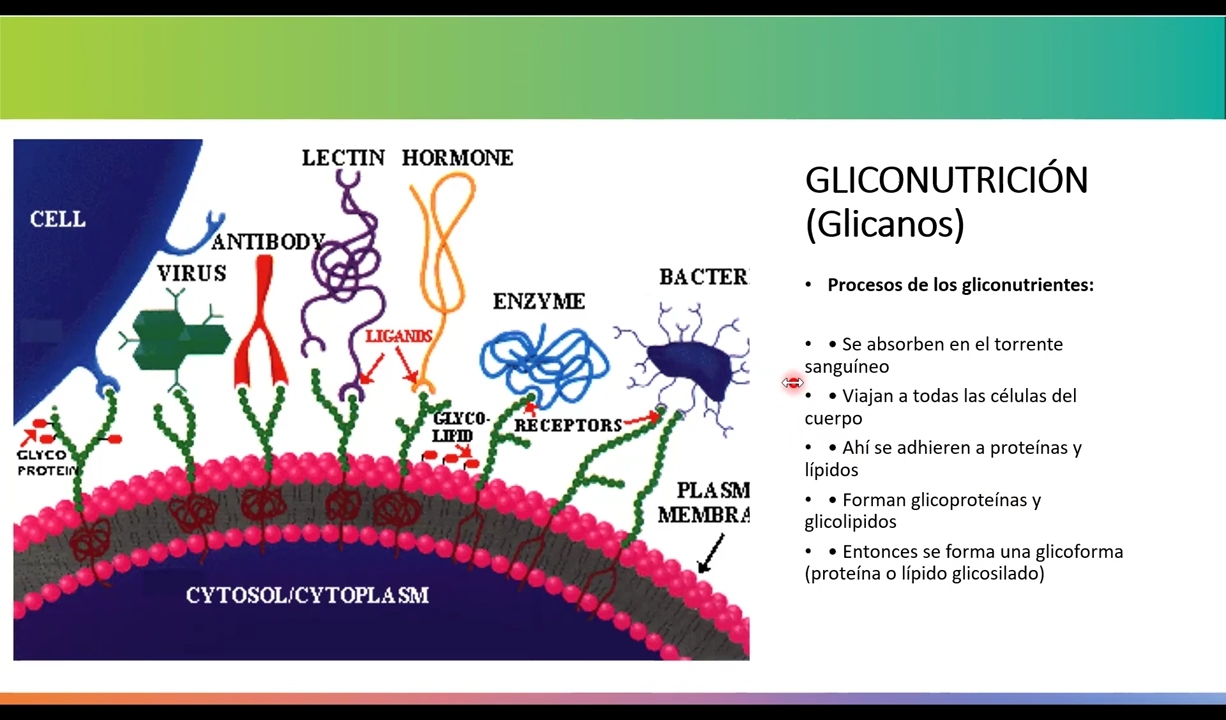 LECTIN HORMONE
CELL
ANTIBODY
VIRUS
ENZYME
BACTER
LIGANDS
GLYCO-
LIPID
RECEPTORS
GLYCO
PROTEIN
PLASM
MEMBRA
CYTOSOL/CYTOPLASM
GLICONUTRICIÓN
(Glicanos)
• Procesos de los gliconutrientes:
• • Se absorben en el torrente
sanguíneo
• • Viajan a todas las células del
cuerpo
• • Ahí se adhieren a proteínas y
lípidos
• • Forman glicoproteínas y
glicolipidos
• • Entonces se forma una glicoforma
(proteína o lípido glicosilado)